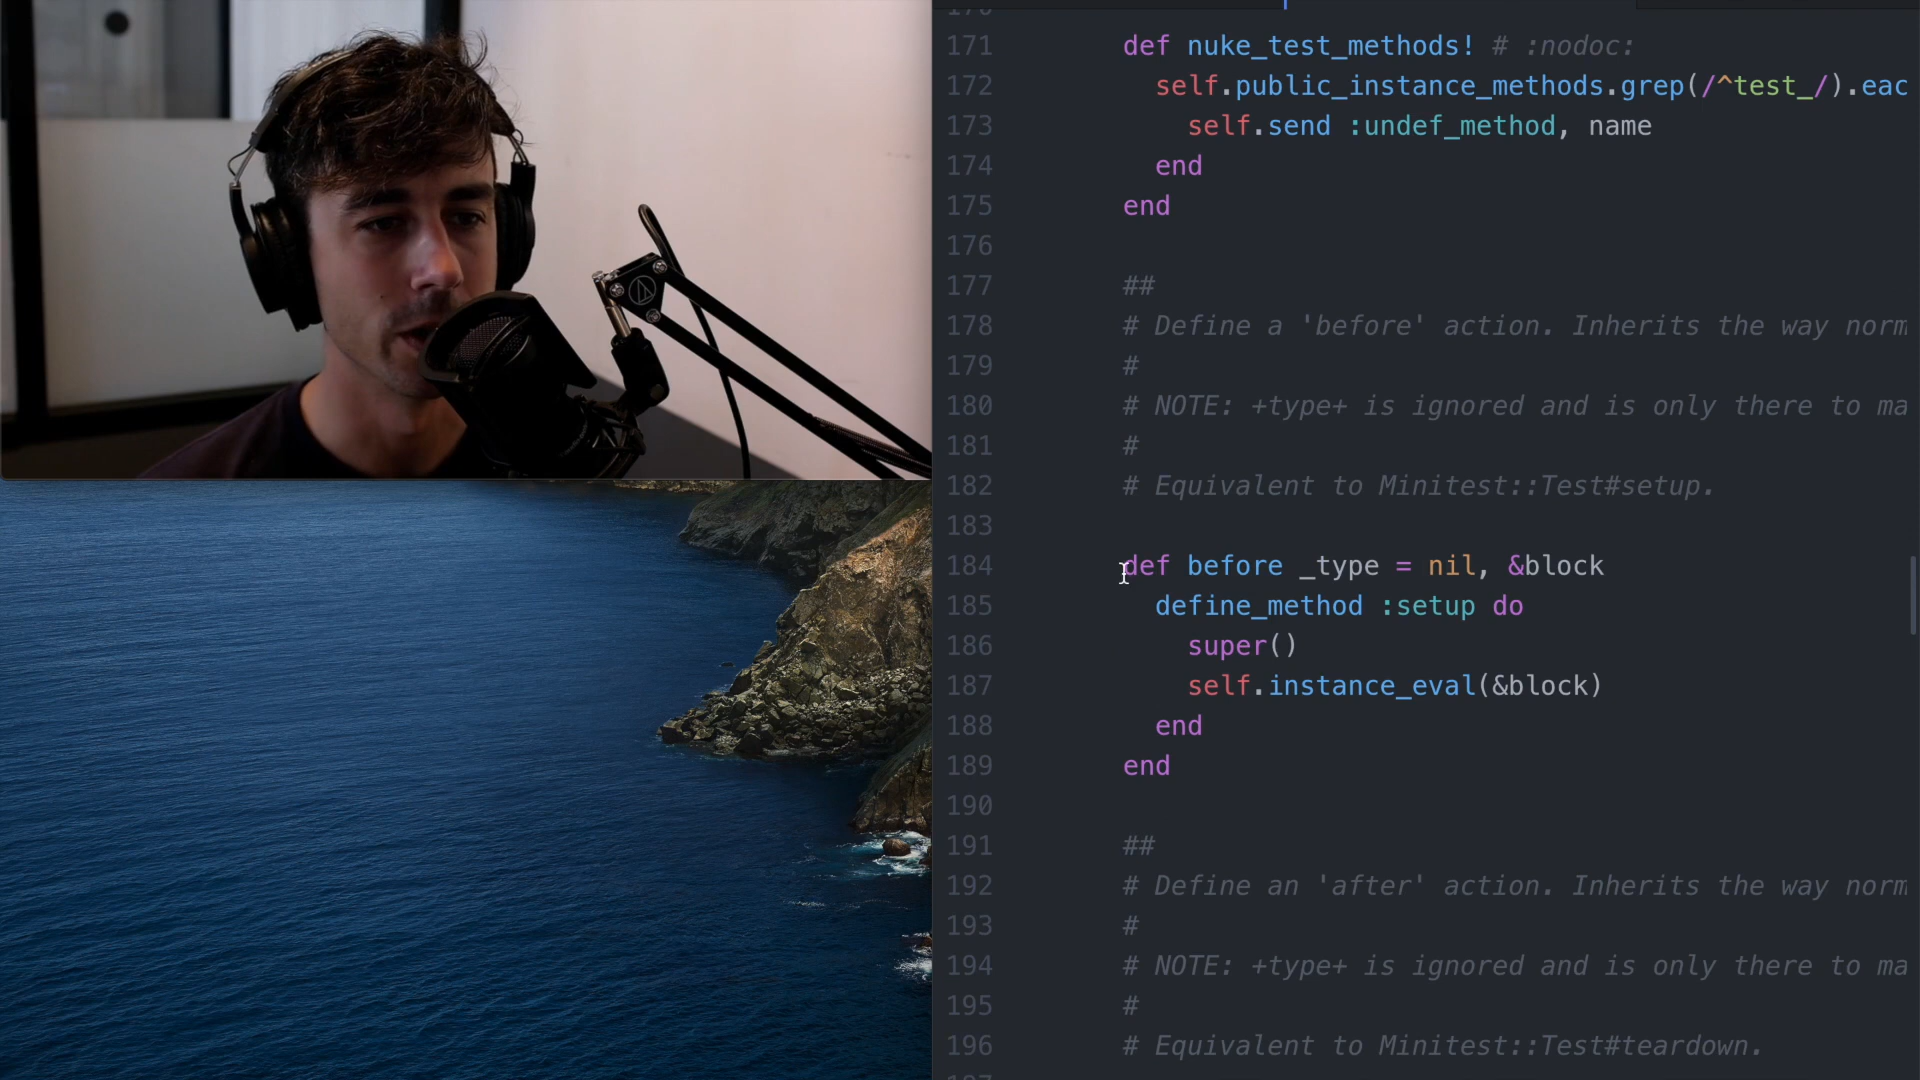 171 def nuke_test_methods! # :nodoc:
172 self.public_instance_methods.grep(/^test_/).eac
173 self.send :undef_method, name
174 end
175 end
176
177 ##
178 # Define a 'before' action. Inherits the way norm
179 #
180 # NOTE: +type+ is ignored and is only there to ma
181 #
182 # Equivalent to Minitest::Test#setup.
183
184 def before _type = nil, &block
185 define_method :setup do
186 super()
187 self.instance_eval(&block)
188 end
189 end
190
191 ##
192 # Define an 'after' action. Inherits the way norm
193 #
194 # NOTE: +type+ is ignored and is only there to ma
195 #
196 # Equivalent to Minitest::Test#teardown.